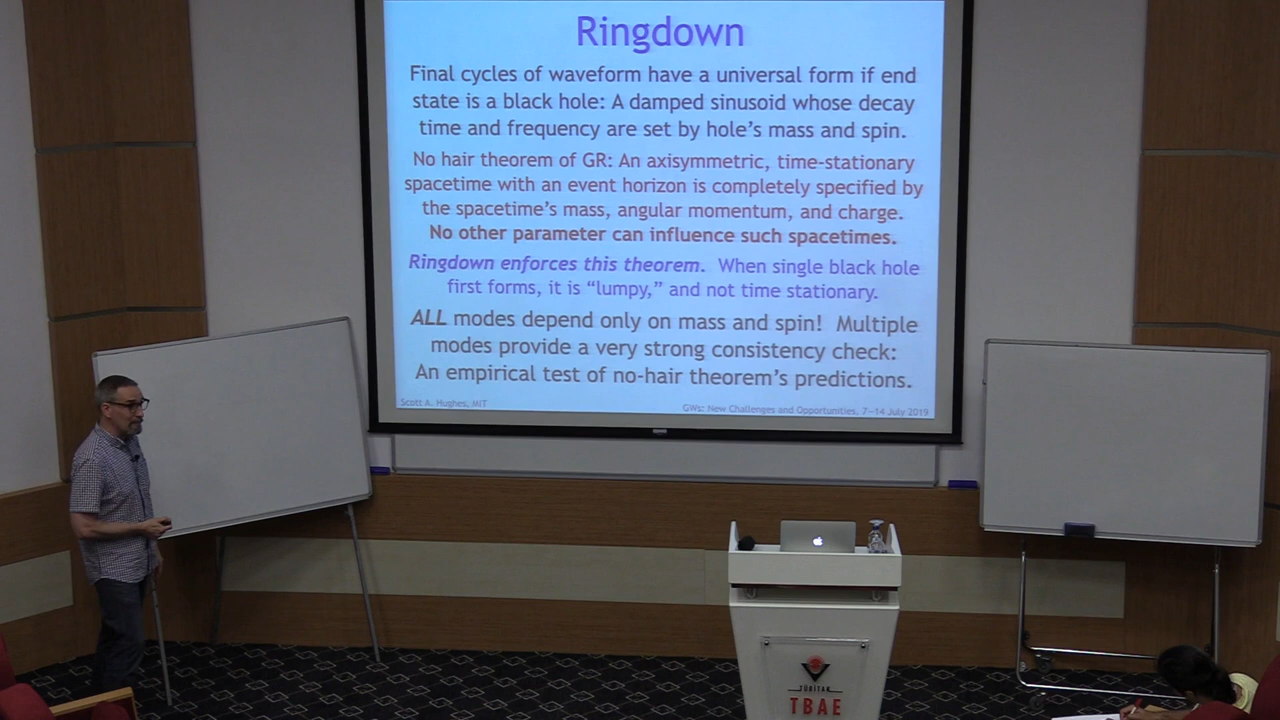 Ringdown
Final cycles of waveform have a universal form if end
state is a black hole: A damped sinusoid whose decay
time and frequency are set by hole's mass and spin.
No hair theorem of GR: An axisymmetric, time-stationary
spacetime with an event horizon is completely specified by
the spacetime's mass, angular momentum, and charge.
No other parameter can influence such spacetimes.
Ringdown enforces this theorem. When single black hole
first forms, it is “lumpy,” and not time stationary.
ALL modes depend only on mass and spin! Multiple
modes provide a very strong consistency check:
An empirical test of no-hair theorem's predictions.
Scott A. Hughes, MIT
GWs: New Challenges and Opportunities, 7–14 July 2019
TÜBİTAK
TBAE